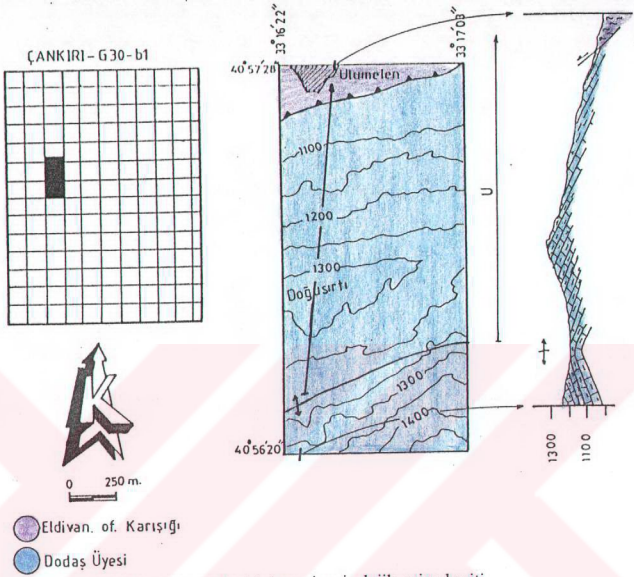 ÇANKIRI-G30-b1
33°16'22"
33°17'03"
40°57'28"
Ulumelen
1100
1200
1300
Doğusırtı
1300
1400
40°56'20"
U
1300
1100
K
0 250 m.
Eldivan. of. Karışığı
Dodaş Üyesi